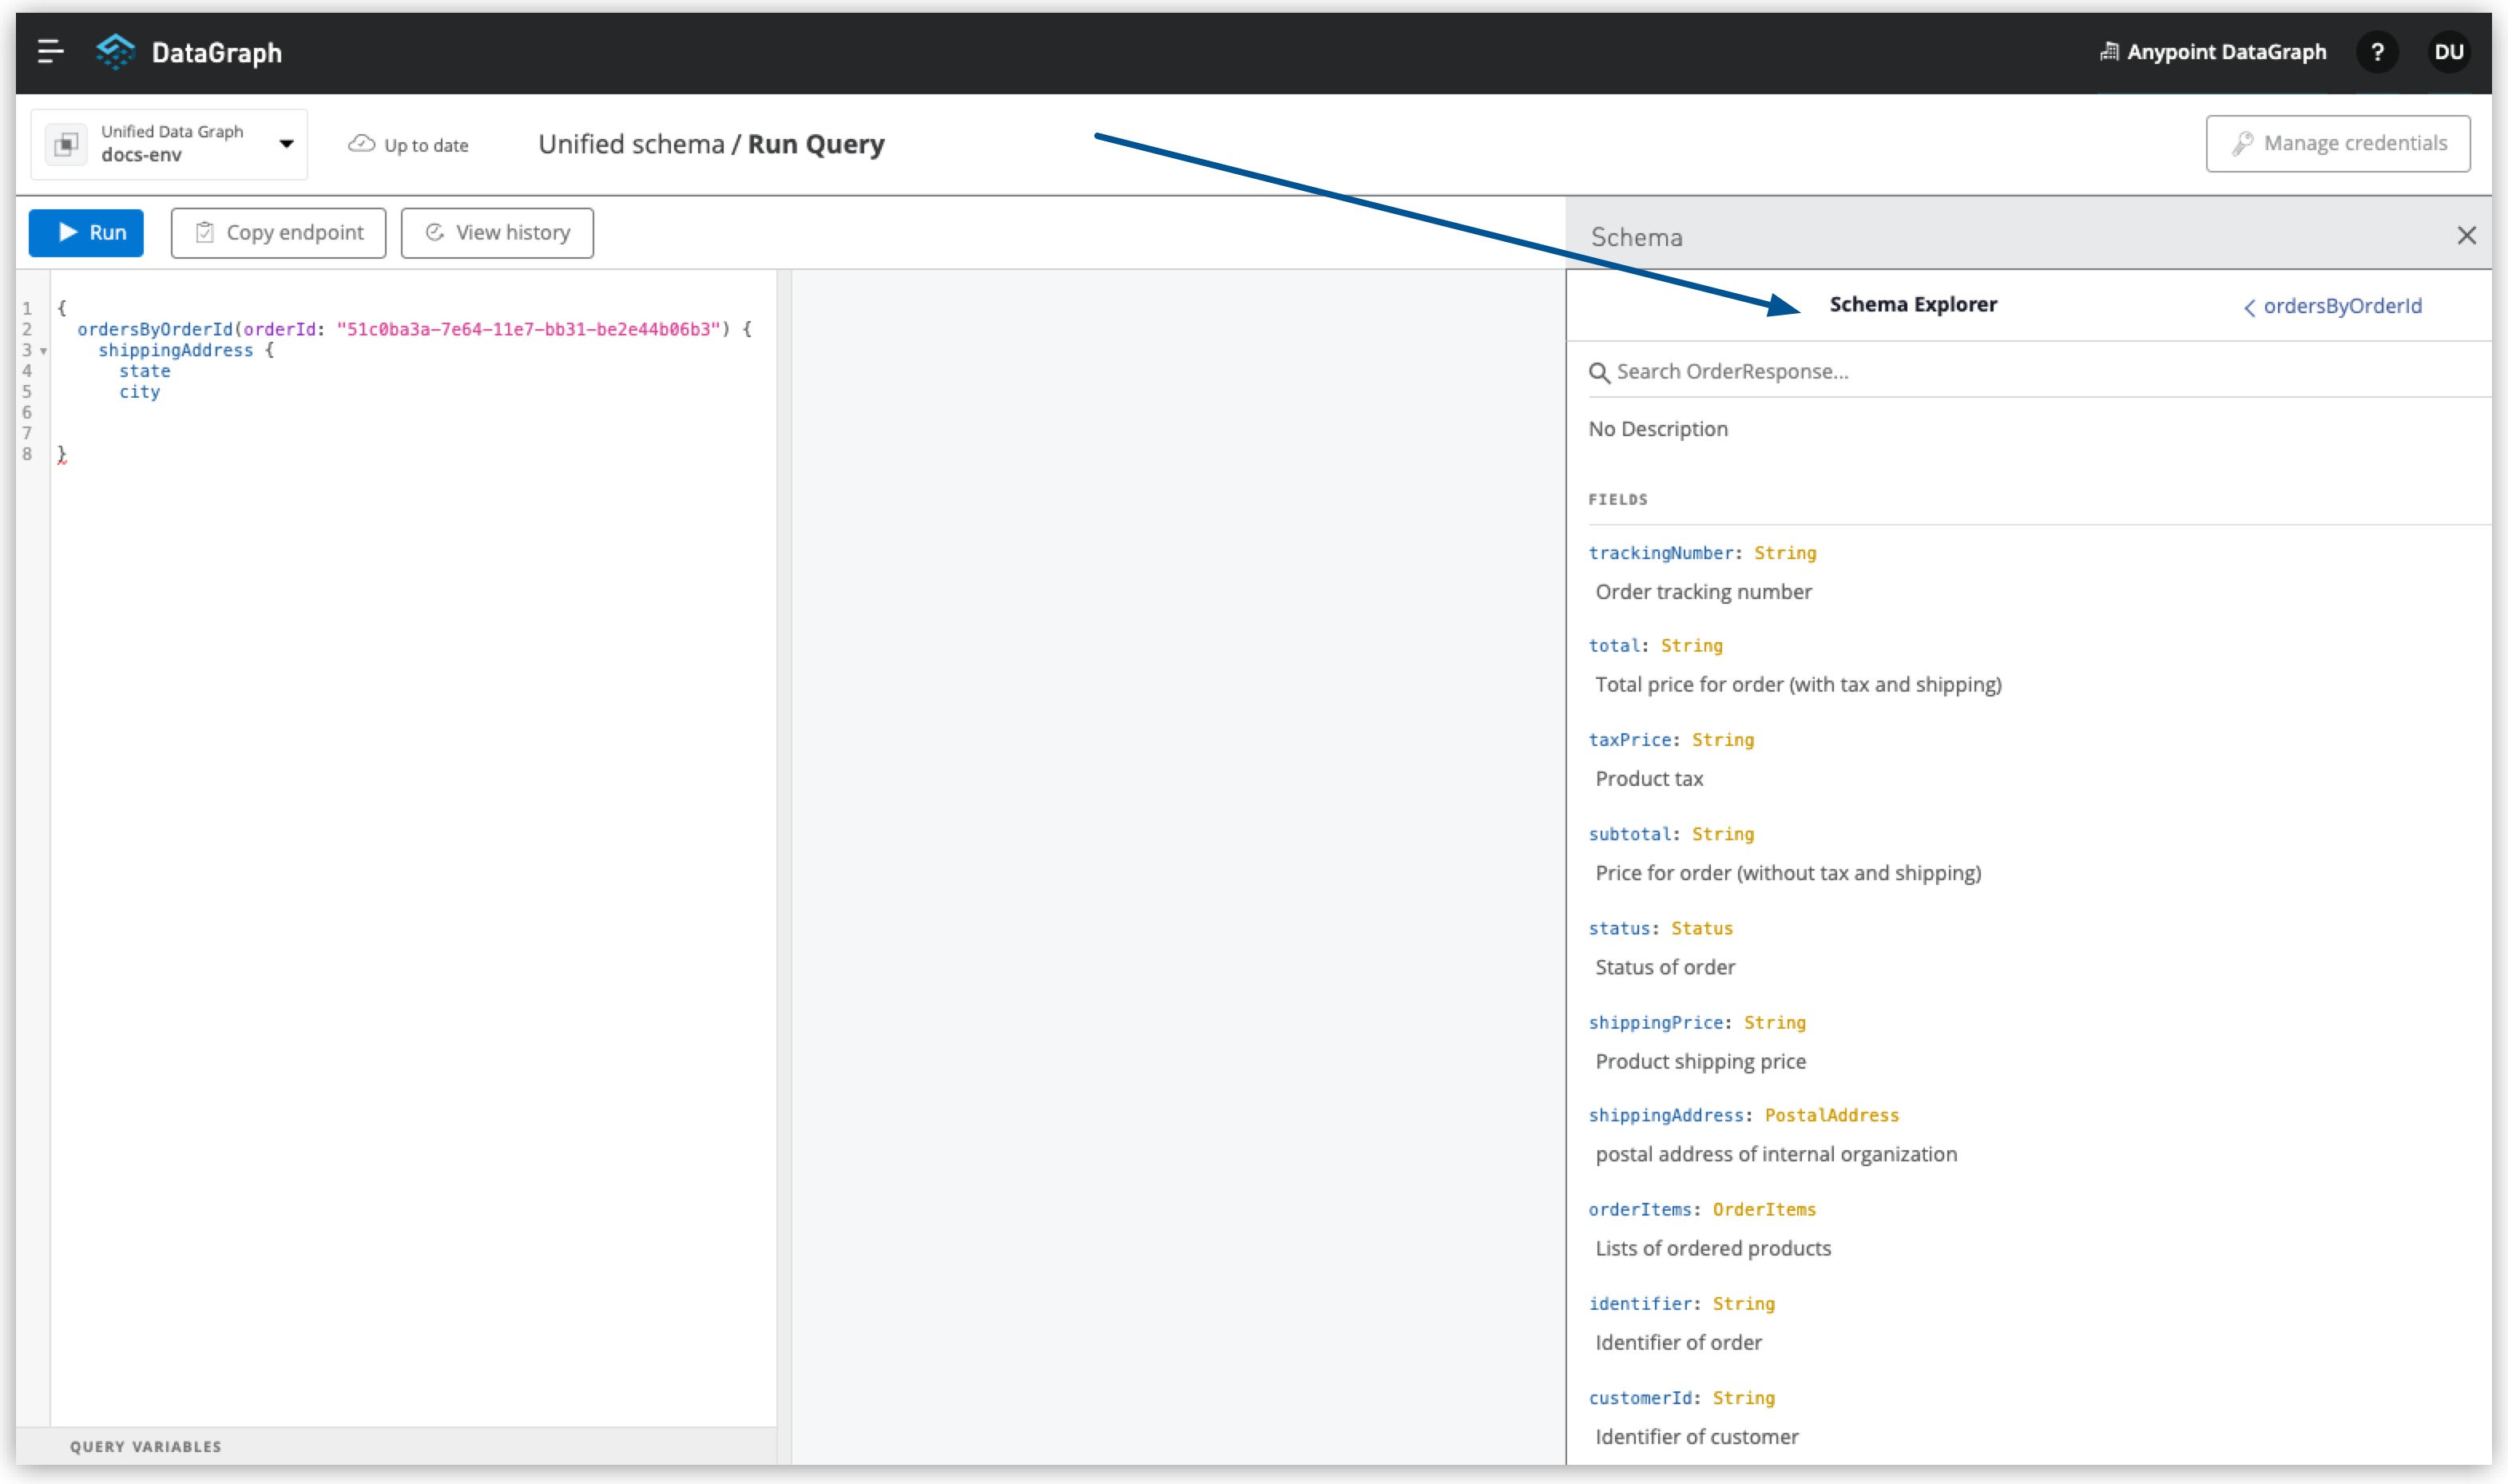 DataGraph
Anypoint DataGraph
?
DU
Unified Data Graph
docs-env
Up to date
Unified schema / Run Query
Manage credentials
Run
Copy endpoint
View history
Schema
1 {
2 ordersByOrderId(orderId: "51c0ba3a-7e64-11e7-bb31-be2e44b06b3") {
3 shippingAddress {
4 state
5 city
6
7
8 }
QUERY VARIABLES
Schema Explorer
ordersByOrderId
Search OrderResponse...
No Description
FIELDS
trackingNumber: String
Order tracking number
total: String
Total price for order (with tax and shipping)
taxPrice: String
Product tax
subtotal: String
Price for order (without tax and shipping)
status: Status
Status of order
shippingPrice: String
Product shipping price
shippingAddress: PostalAddress
postal address of internal organization
orderItems: OrderItems
Lists of ordered products
identifier: String
Identifier of order
customerId: String
Identifier of customer